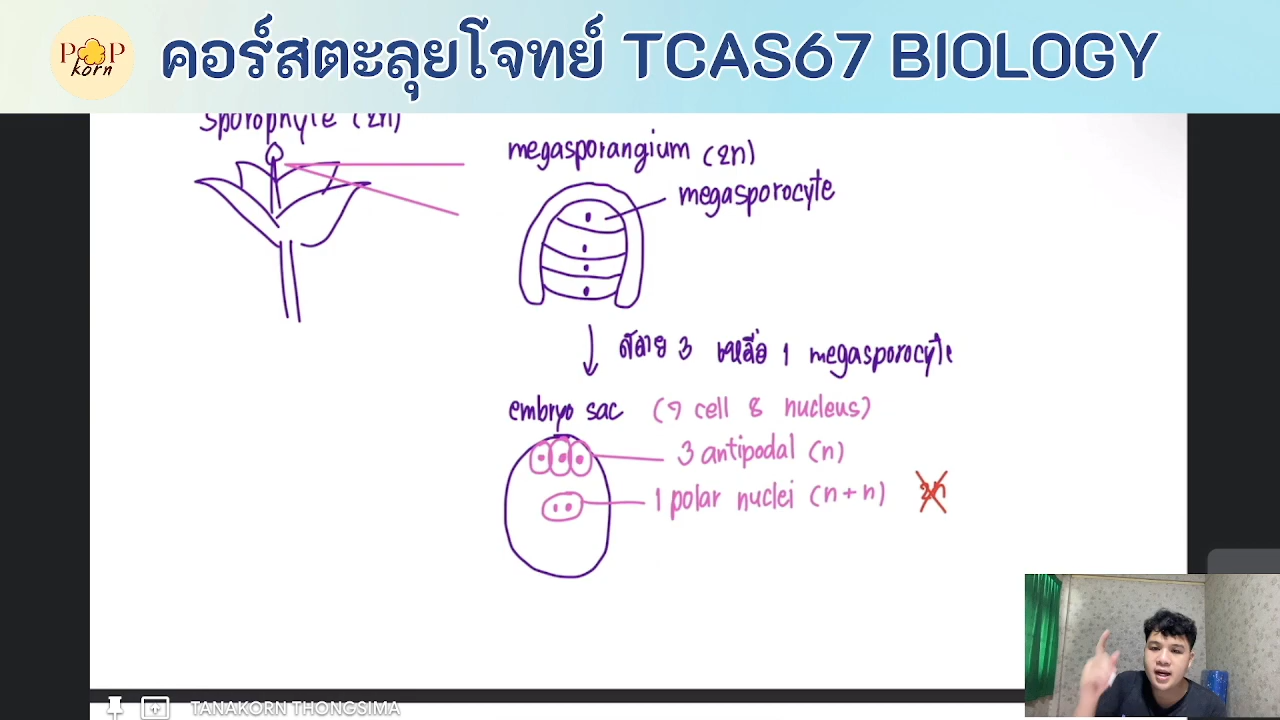 POP
korn
คอร์สตะลุยโจทย์ TCAS67 BIOLOGY
sporophyte (2n)
megasporangium (2n)
megasporocyte
สลาย 3 เหลือ 1 megasporocyte
embryo sac (7 cell 8 nucleus)
3 antipodal (n)
1 polar nuclei (n+n) 2n
TANAKORN THONGSIMA